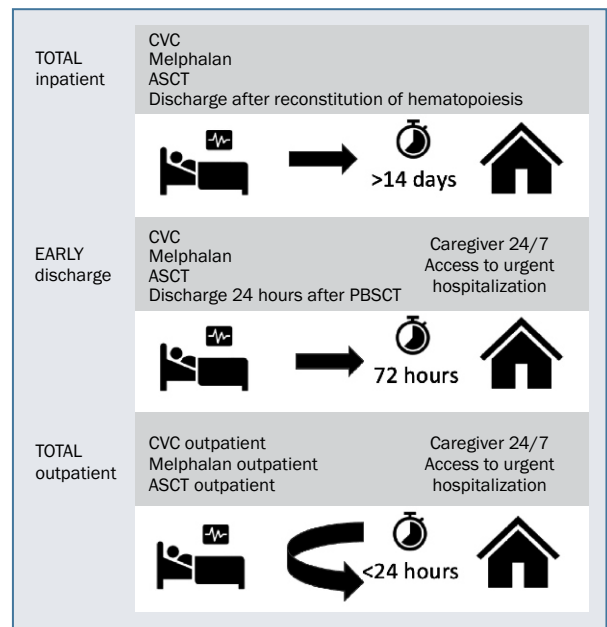 TOTAL
inpatient
CVC
Melphalan
ASCT
Discharge after reconstitution of hematopoiesis
>14 days
EARLY
discharge
CVC
Melphalan
ASCT
Discharge 24 hours after PBSCT
Caregiver 24/7
Access to urgent
hospitalization
72 hours
TOTAL
outpatient
CVC outpatient
Melphalan outpatient
ASCT outpatient
Caregiver 24/7
Access to urgent
hospitalization
<24 hours